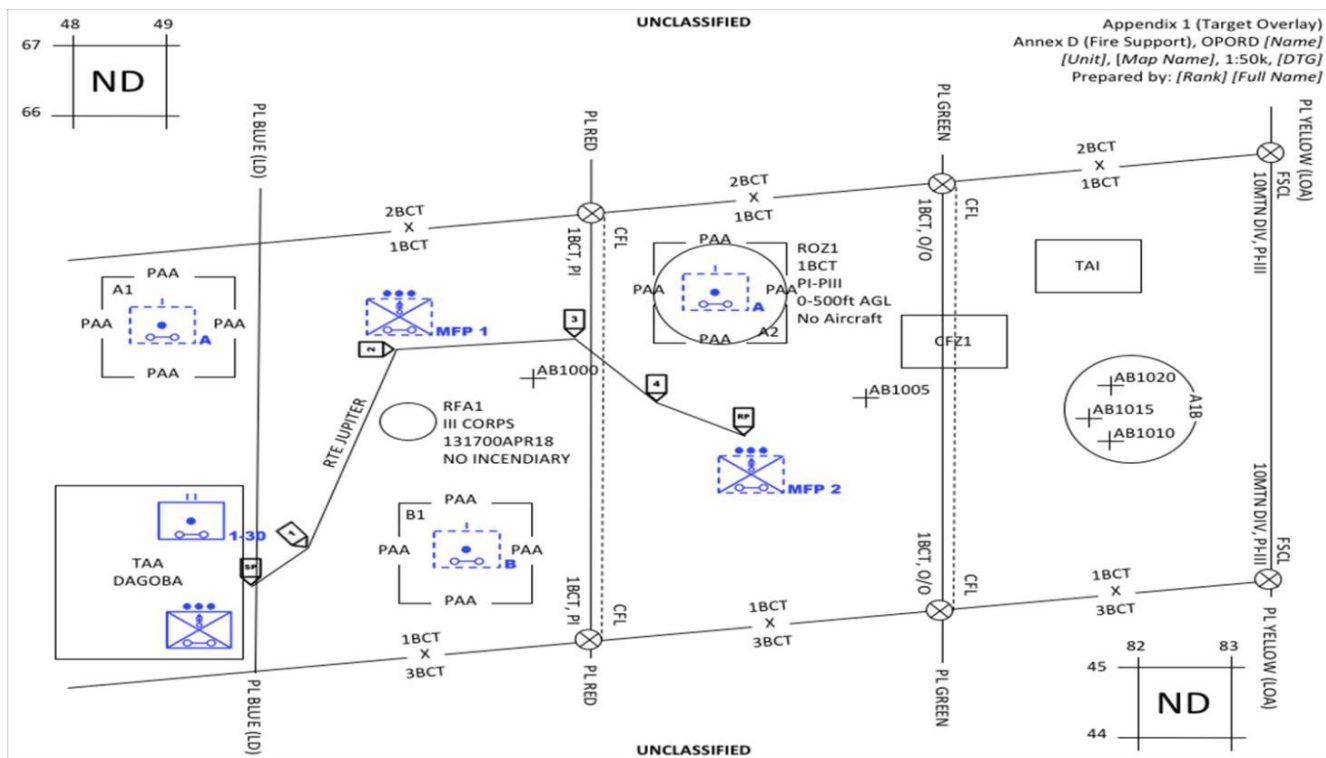 UNCLASSIFIED
Appendix 1 (Target Overlay)
Annex D (Fire Support), OPORD [Name]
[Unit], [Map Name], 1:50k, [DTG]
Prepared by: [Rank] [Full Name]
48 49
67
ND
66
PL BLUE (LD)
PL RED
PL GREEN
PL YELLOW (LOA)
FSCL
10MTN DIV, PI-III
2BCT
X
1BCT
2BCT
X
1BCT
2BCT
X
1BCT
1BCT, PI
CFL
1BCT, O/O
CFL
PAA
A1
PAA
PAA
A
PAA
MFP 1
PAA
PAA
PAA
A
PAA
A2
ROZ1
1BCT
PI-PIII
0-500ft AGL
No Aircraft
TAI
CFZ1
2
3
4
RP
AB1000
AB1005
AB1020
AB1015
AB1010
A1B
RTE JUPITER
RFA1
III CORPS
131700APR18
NO INCENDIARY
MFP 2
1-30
TAA
DAGOBA
1
SP
PAA
B1
PAA
PAA
B
PAA
1BCT, PI
CFL
1BCT, O/O
CFL
10MTN DIV, PI-III
FSCL
1BCT
X
3BCT
1BCT
X
3BCT
1BCT
X
3BCT
PL BLUE (LD)
PL RED
PL GREEN
PL YELLOW (LOA)
82 83
45
ND
44
UNCLASSIFIED